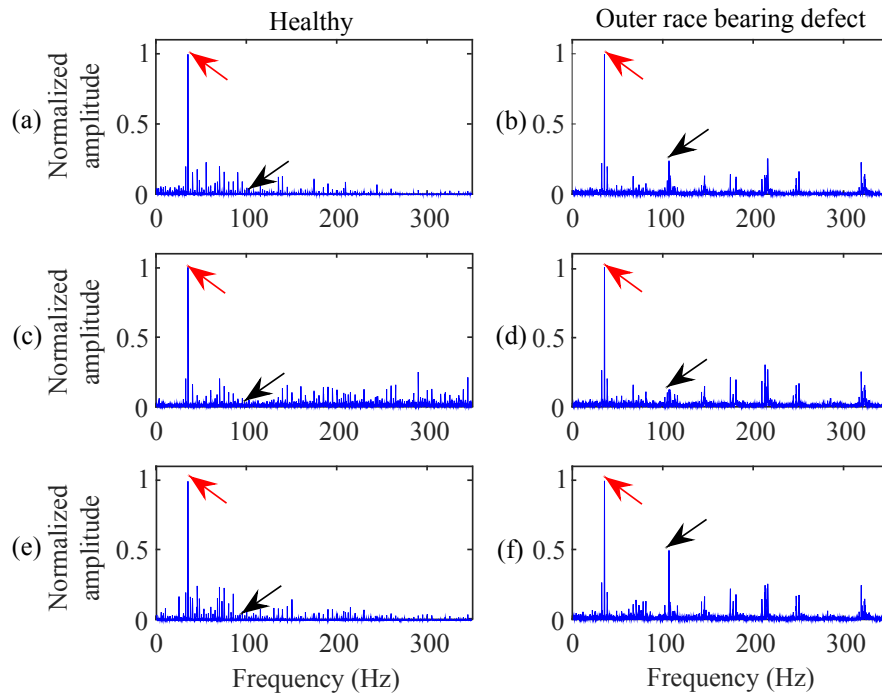 Healthy Outer race bearing defect
(a) Normalized amplitude 1 0.5 0 0 100 200 300
(b) 1 0.5 0 0 100 200 300
(c) Normalized amplitude 1 0.5 0 0 100 200 300
(d) 1 0.5 0 0 100 200 300
(e) Normalized amplitude 1 0.5 0 0 100 200 300
(f) 1 0.5 0 0 100 200 300
Frequency (Hz) Frequency (Hz)